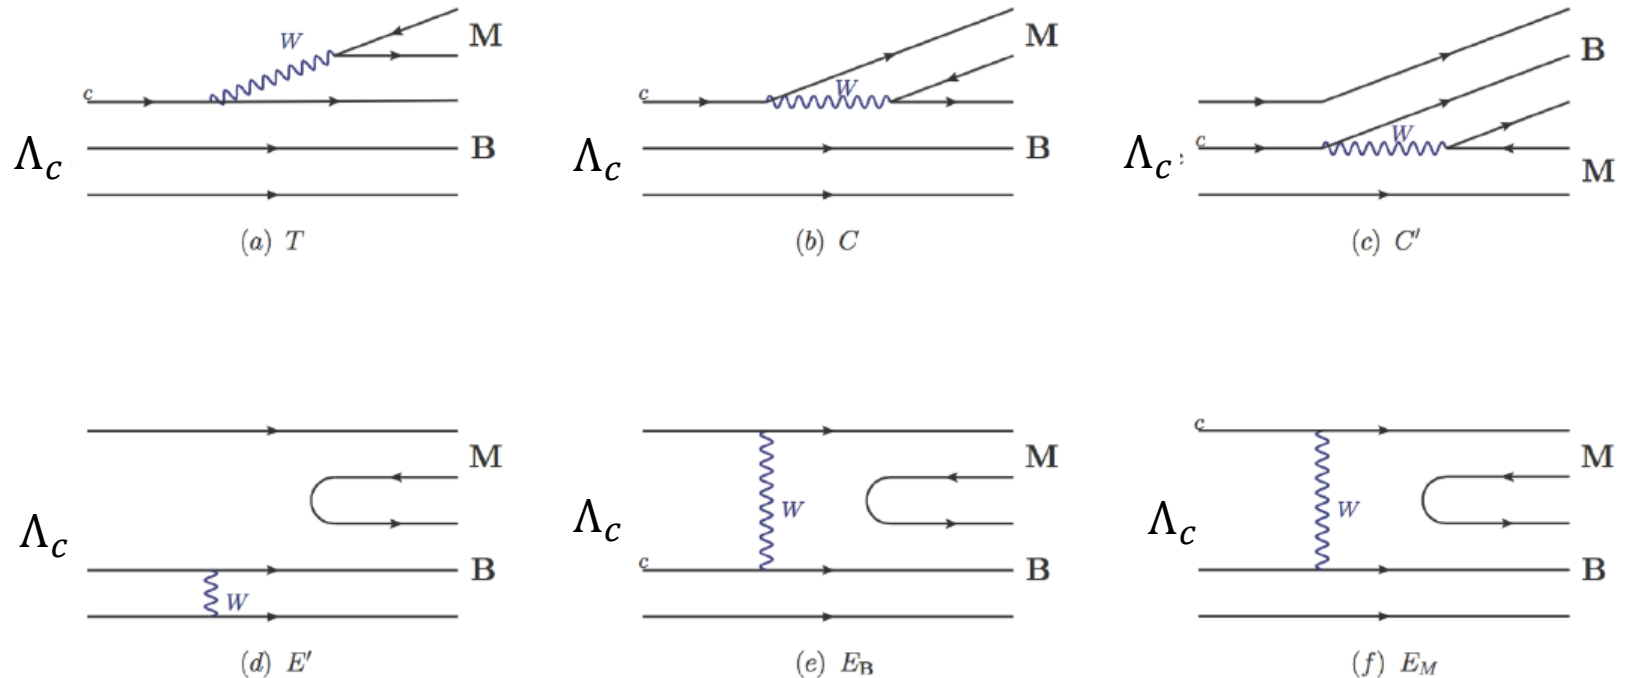 W M
c
Λc B
(a) T
W M
c
Λc B
(b) C
B
c W
Λc : M
(c) C′
M
Λc
B
W
(d) E′
M
W
Λc
c B
(e) EB
c
M
W
Λc
B
(f) EM